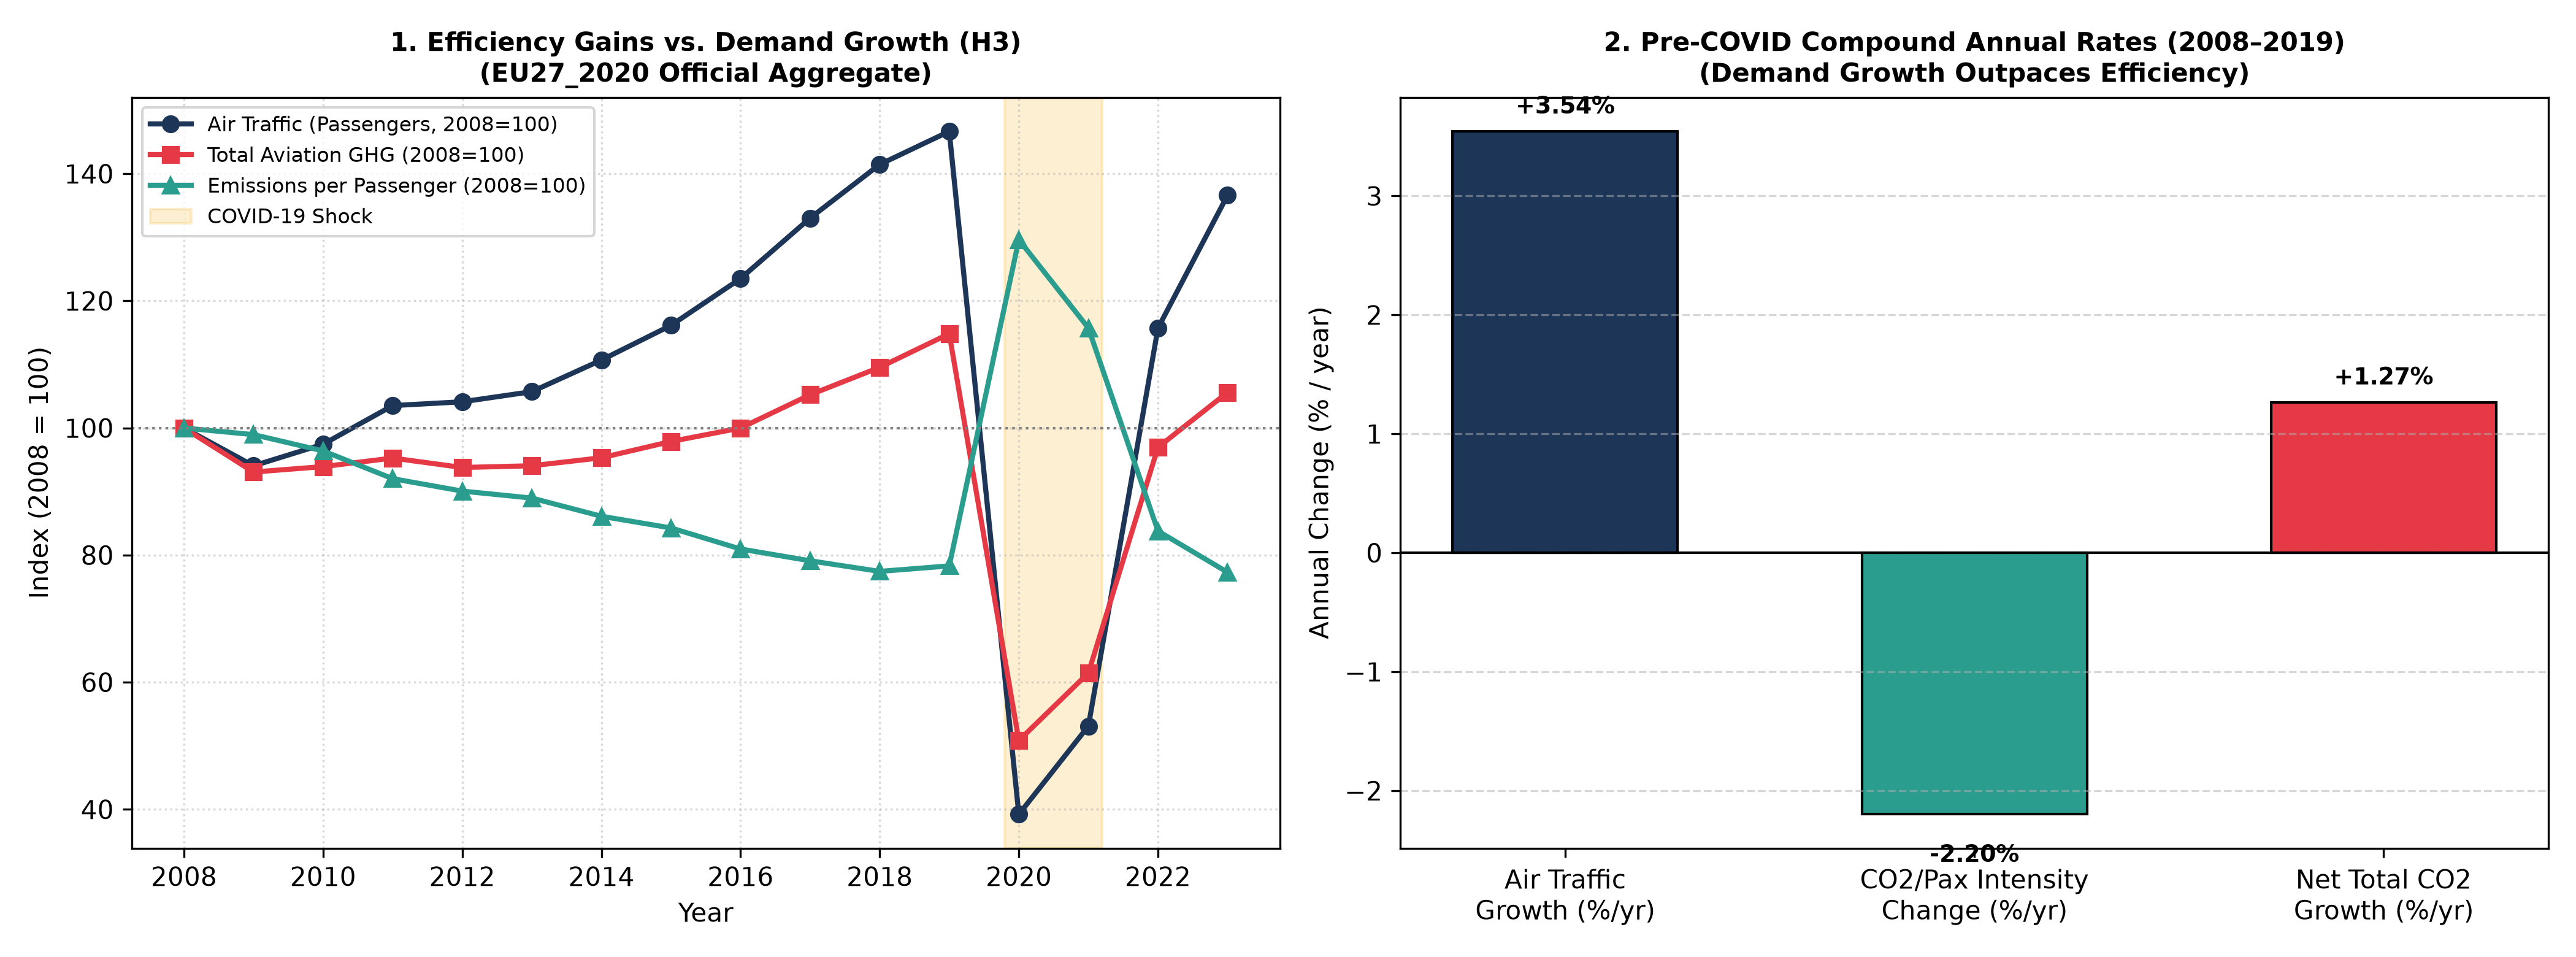 1. Efficiency Gains vs. Demand Growth (H3)
(EU27_2020 Official Aggregate)
Air Traffic (Passengers, 2008=100)
Total Aviation GHG (2008=100)
Emissions per Passenger (2008=100)
COVID-19 Shock
Index (2008 = 100)
140
120
100
80
60
40
2008 2010 2012 2014 2016 2018 2020 2022
Year
2. Pre-COVID Compound Annual Rates (2008–2019)
(Demand Growth Outpaces Efficiency)
Annual Change (% / year)
3
2
1
0
−1
−2
+3.54%
-2.20%
+1.27%
Air Traffic
Growth (%/yr)
CO2/Pax Intensity
Change (%/yr)
Net Total CO2
Growth (%/yr)